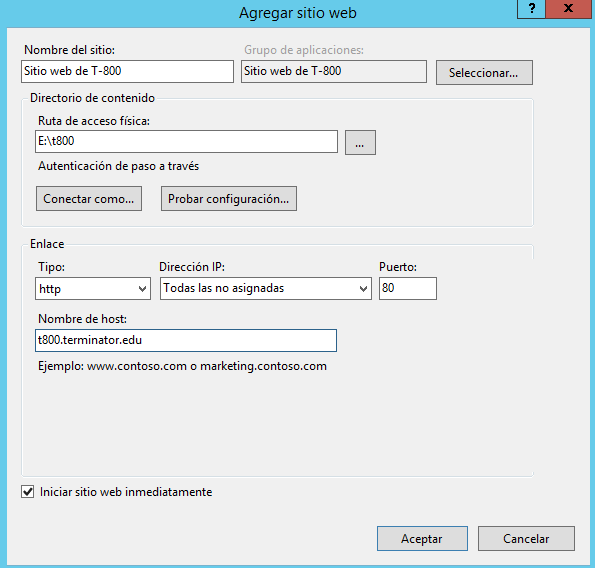 Agregar sitio web
? x
Nombre del sitio: Grupo de aplicaciones:
Sitio web de T-800 Sitio web de T-800 Seleccionar...
Directorio de contenido
Ruta de acceso física:
E:\t800 ...
Autenticación de paso a través
Conectar como... Probar configuración...
Enlace
Tipo: Dirección IP: Puerto:
http Todas las no asignadas 80
Nombre de host:
t800.terminator.edu
Ejemplo: www.contoso.com o marketing.contoso.com
Iniciar sitio web inmediatamente
Aceptar Cancelar